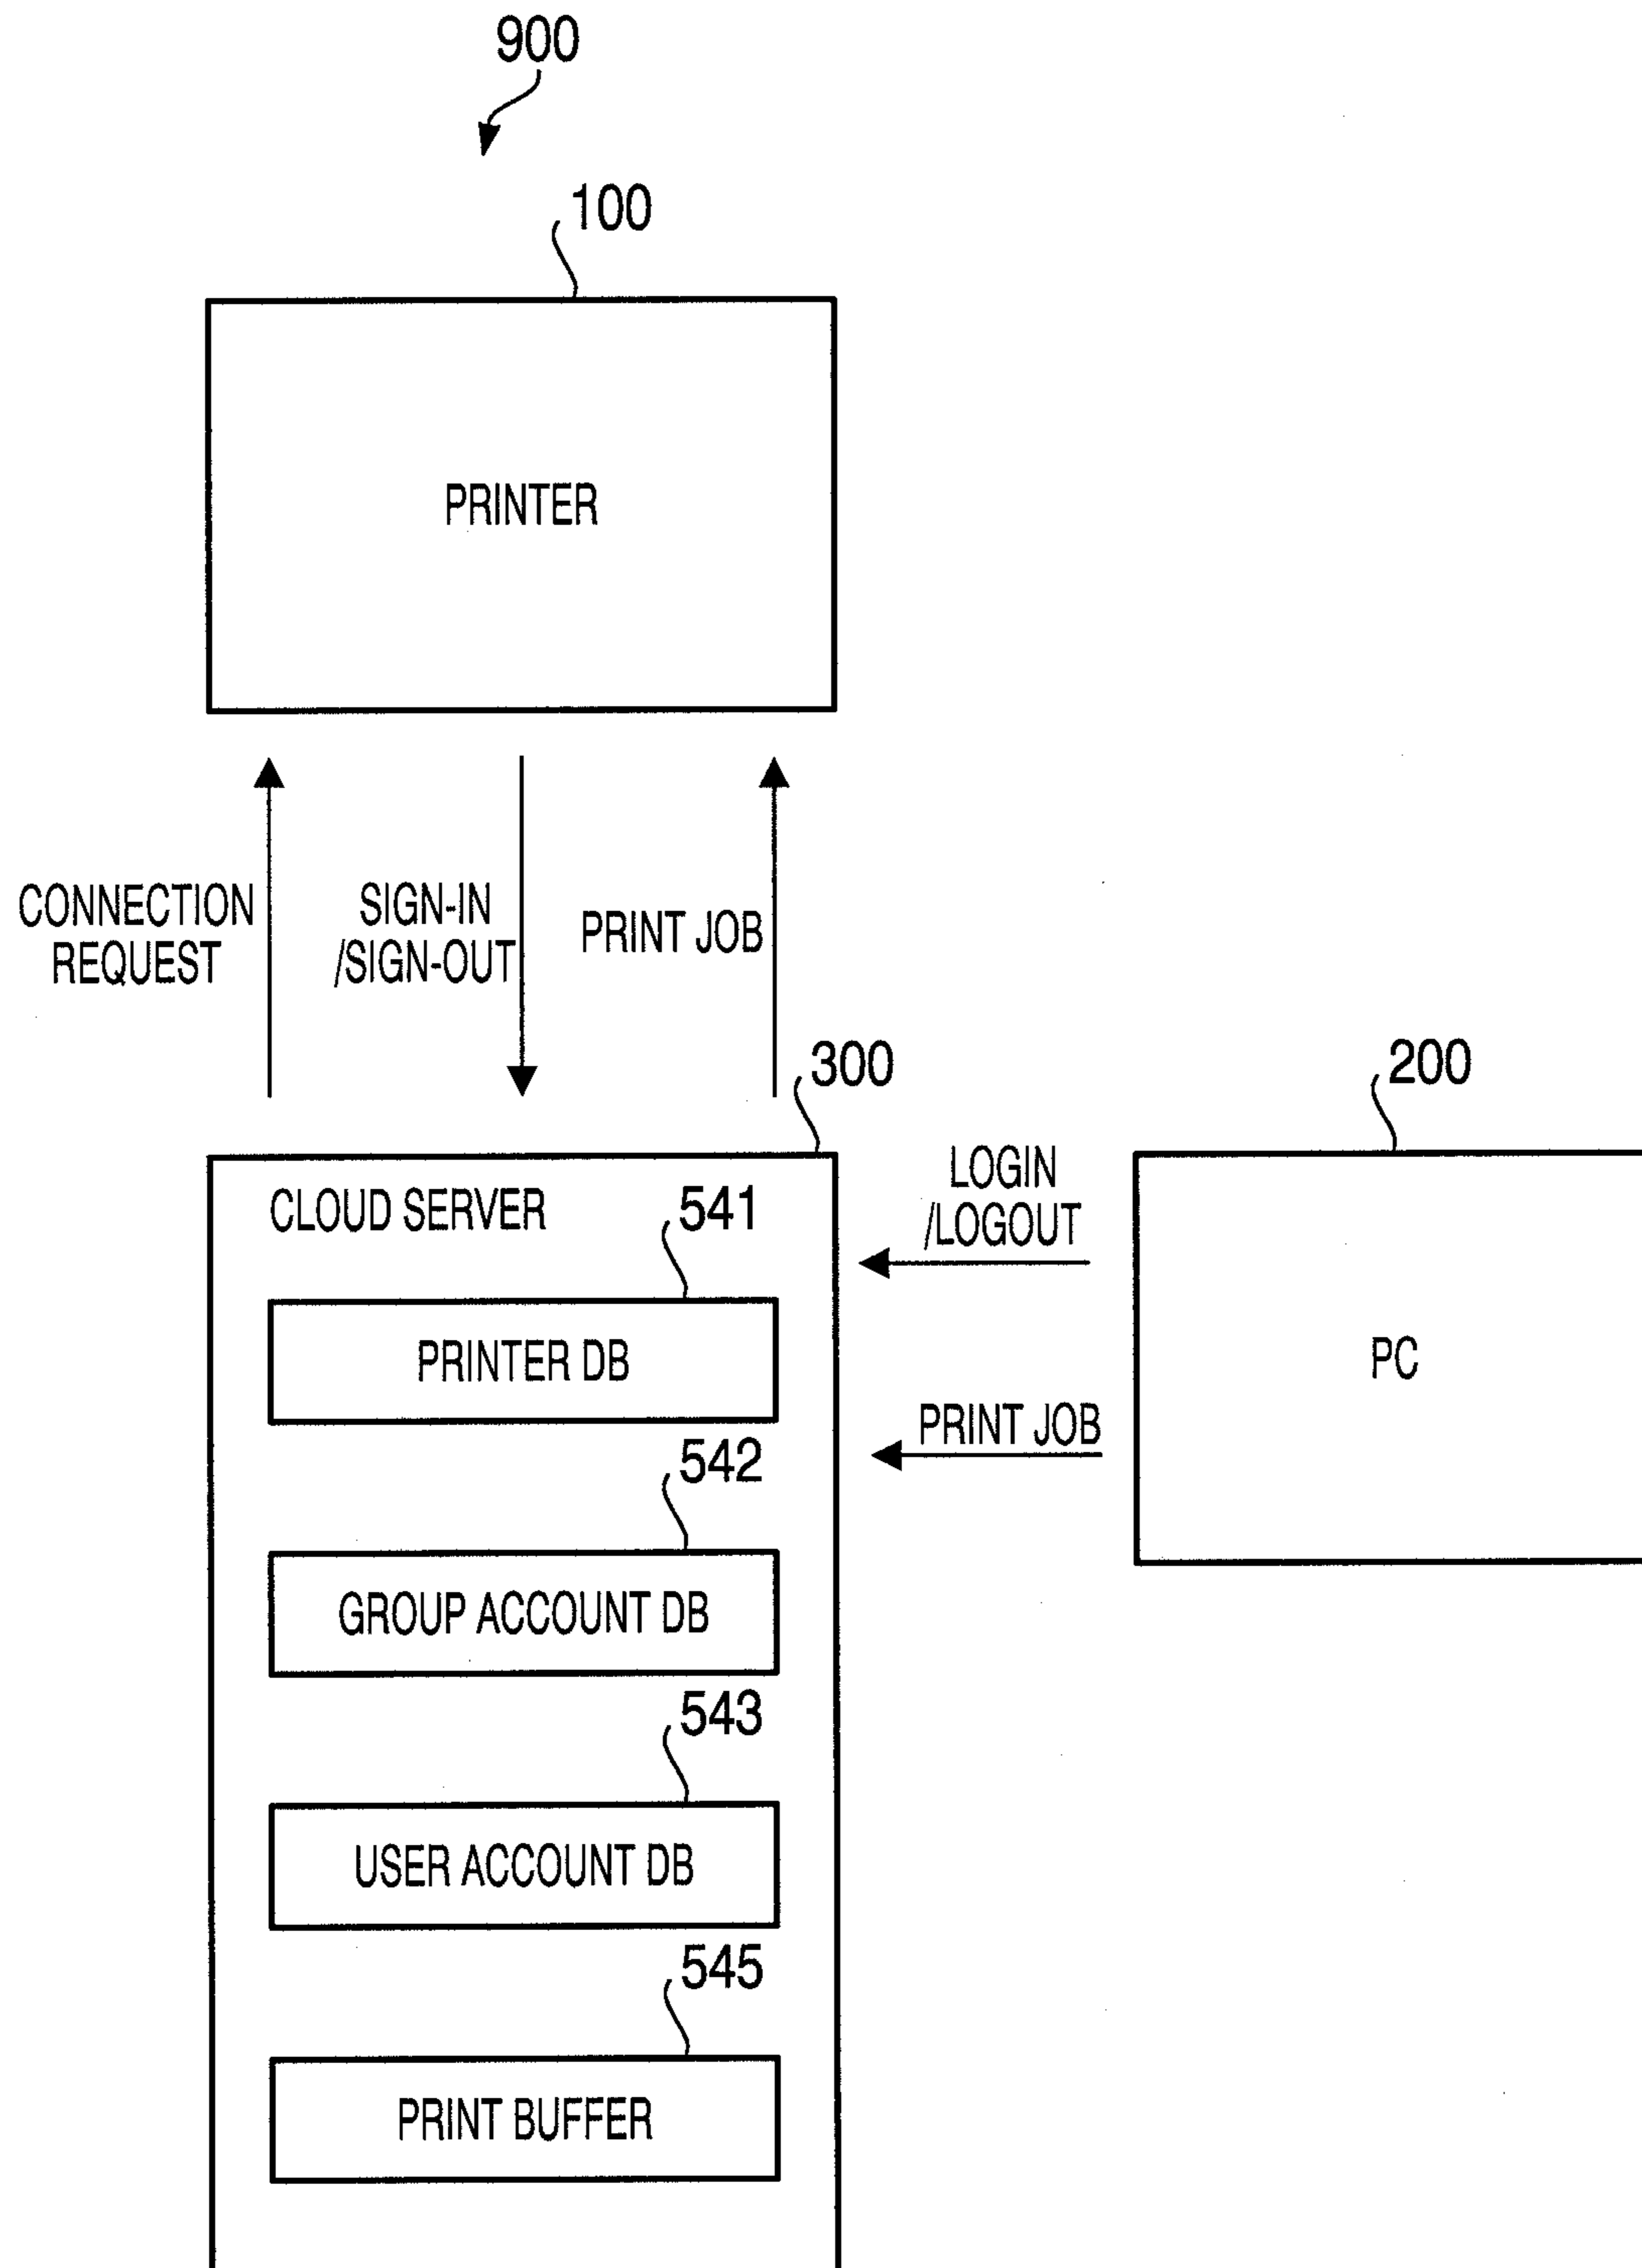 900
100
PRINTER
CONNECTION
REQUEST
SIGN-IN
/SIGN-OUT
PRINT JOB
300
200
CLOUD SERVER
541
LOGIN
/LOGOUT
PRINTER DB
PC
PRINT JOB
542
GROUP ACCOUNT DB
543
USER ACCOUNT DB
545
PRINT BUFFER